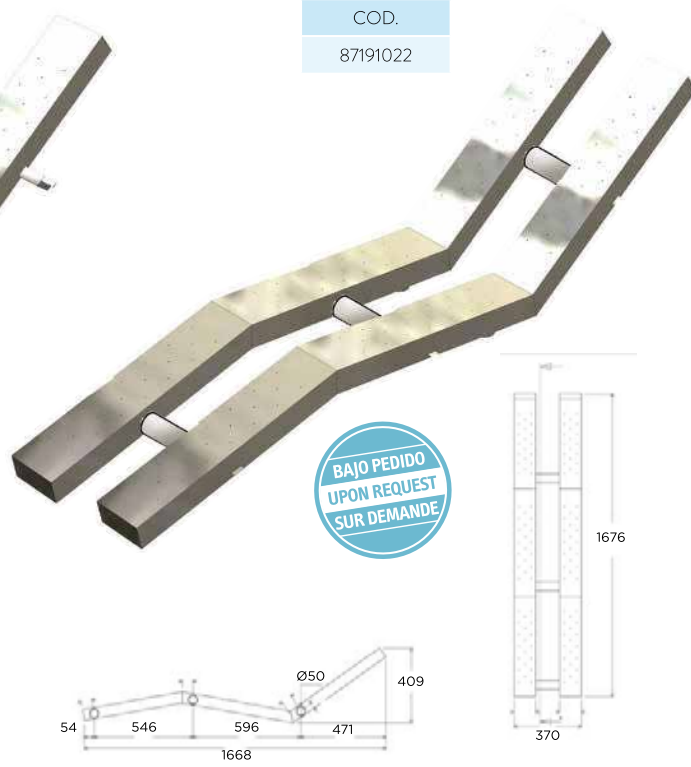 COD.
87191022
BAJO PEDIDO
UPON REQUEST
SUR DEMANDE
1676
370
Ø50
409
54
546
596
471
1668